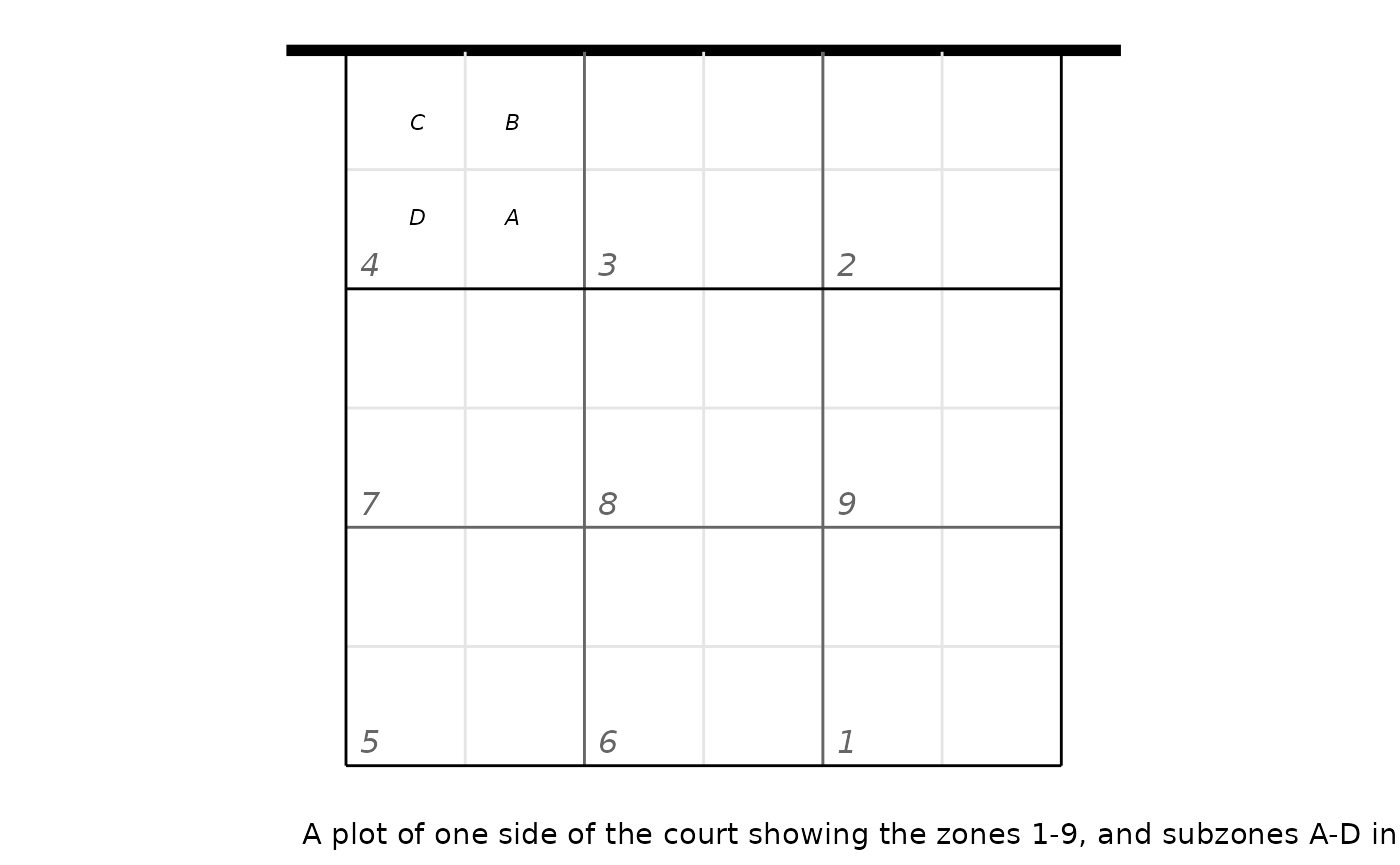 C B
D A
4 3 2
7 8 9
5 6 1
A plot of one side of the court showing the zones 1-9, and subzones A-D in